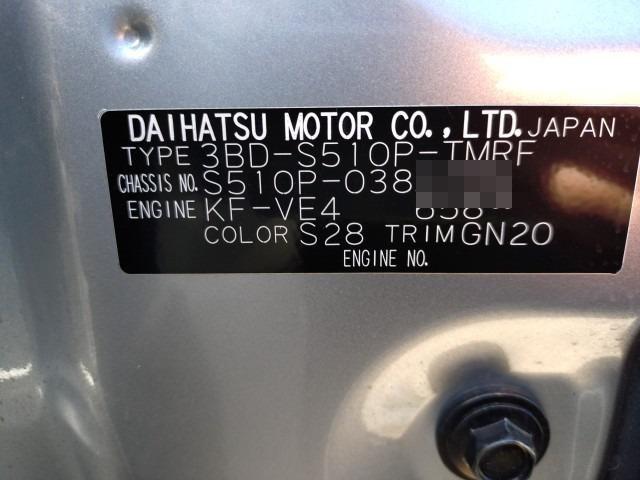 DAIHATSU MOTOR CO., LTD. JAPAN
TYPE 3BD-S510P-TMRF
CHASSIS NO. S510P-038
ENGINE KF-VE4 658
COLOR S28 TRIM GN20
ENGINE NO.